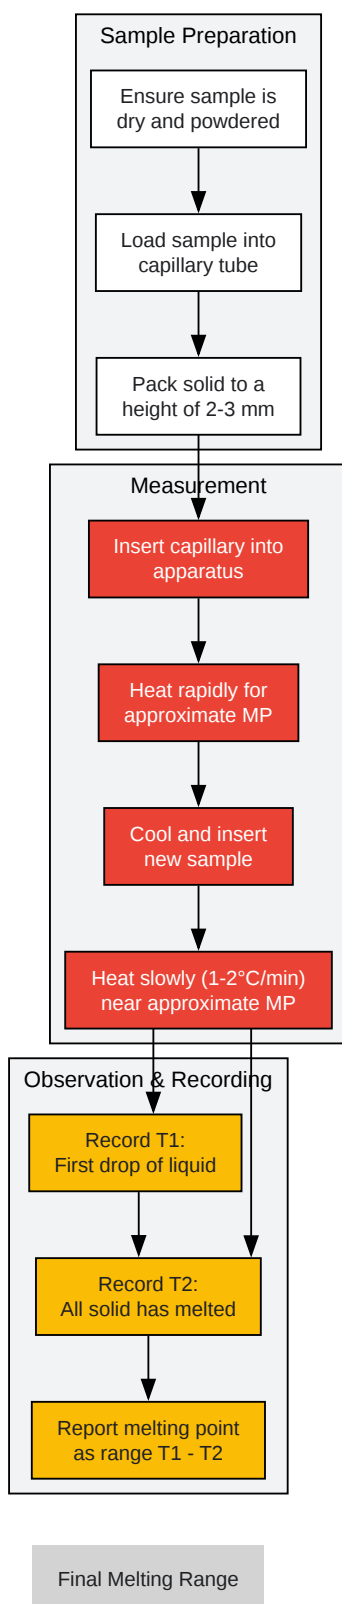 Sample Preparation
Ensure sample is
dry and powdered
Load sample into
capillary tube
Pack solid to a
height of 2-3 mm
Measurement
Insert capillary into
apparatus
Heat rapidly for
approximate MP
Cool and insert
new sample
Heat slowly (1-2°C/min)
near approximate MP
Observation & Recording
Record T1:
First drop of liquid
Record T2:
All solid has melted
Report melting point
as range T1 - T2
Final Melting Range